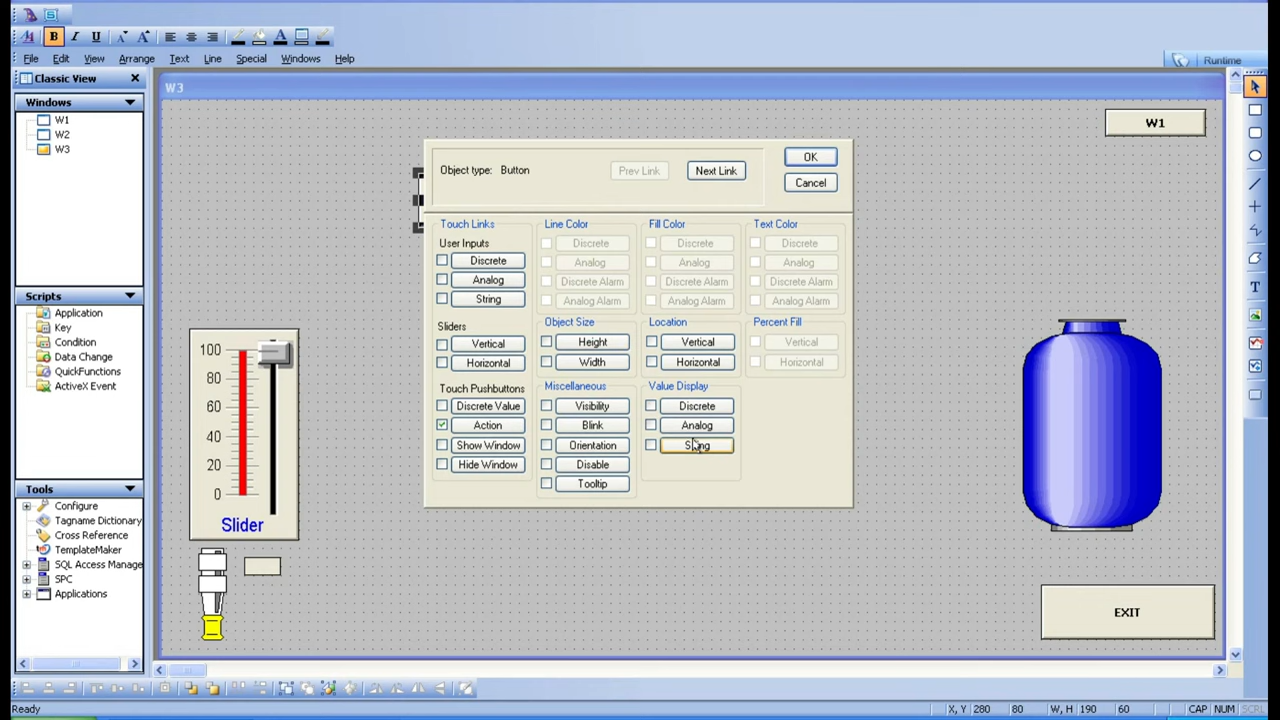 B I U A A A
File Edit View Arrange Text Line Special Windows Help
Runtime
Classic View
Windows
W1
W2
W3
Scripts
Application
Key
Condition
Data Change
QuickFunctions
ActiveX Event
Tools
Configure
Tagname Dictionary
Cross Reference
TemplateMaker
SQL Access Manage
SPC
Applications
W3
W1
Object type: Button
Prev Link
Next Link
OK
Cancel
Touch Links
User Inputs
Discrete
Analog
String
Sliders
Vertical
Horizontal
Touch Pushbuttons
Discrete Value
Action
Show Window
Hide Window
Line Color
Discrete
Analog
Discrete Alarm
Analog Alarm
Object Size
Height
Width
Miscellaneous
Visibility
Blink
Orientation
Disable
Tooltip
Fill Color
Discrete
Analog
Discrete Alarm
Analog Alarm
Location
Vertical
Horizontal
Value Display
Discrete
Analog
String
Text Color
Discrete
Analog
Discrete Alarm
Analog Alarm
Percent Fill
Vertical
Horizontal
100
80
60
40
20
0
Slider
EXIT
T
Ready
X, Y 280 80 W, H 190 60 CAP NUM SCRL